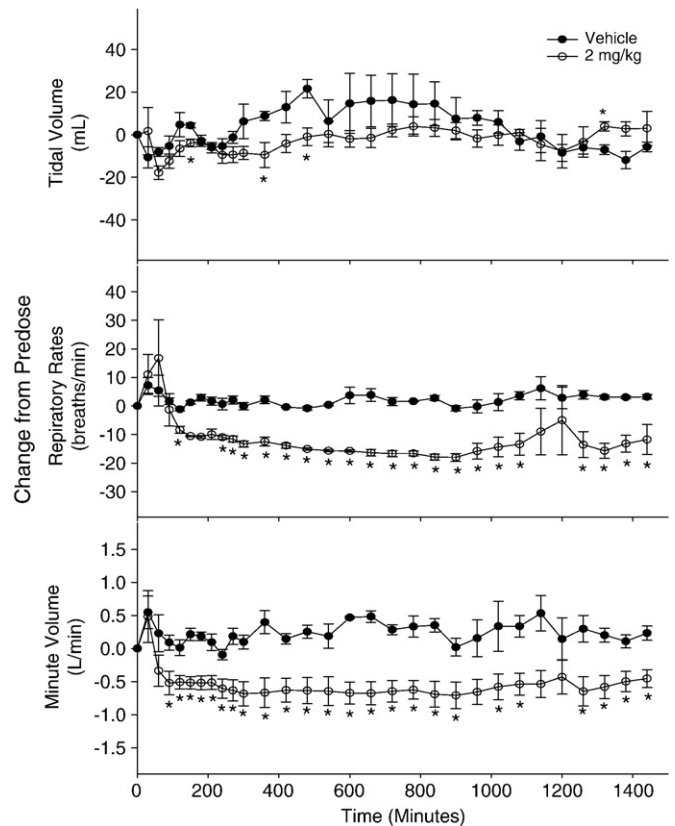 Vehicle
2 mg/kg
Change from Predose
Tidal Volume
(mL)
40
20
0
-20
-40
Repiratory Rates
(breaths/min)
40
30
20
10
0
-10
-20
-30
Minute Volume
(L/min)
1.5
1.0
0.5
0.0
-0.5
-1.0
-1.5
0 200 400 600 800 1000 1200 1400
Time (Minutes)